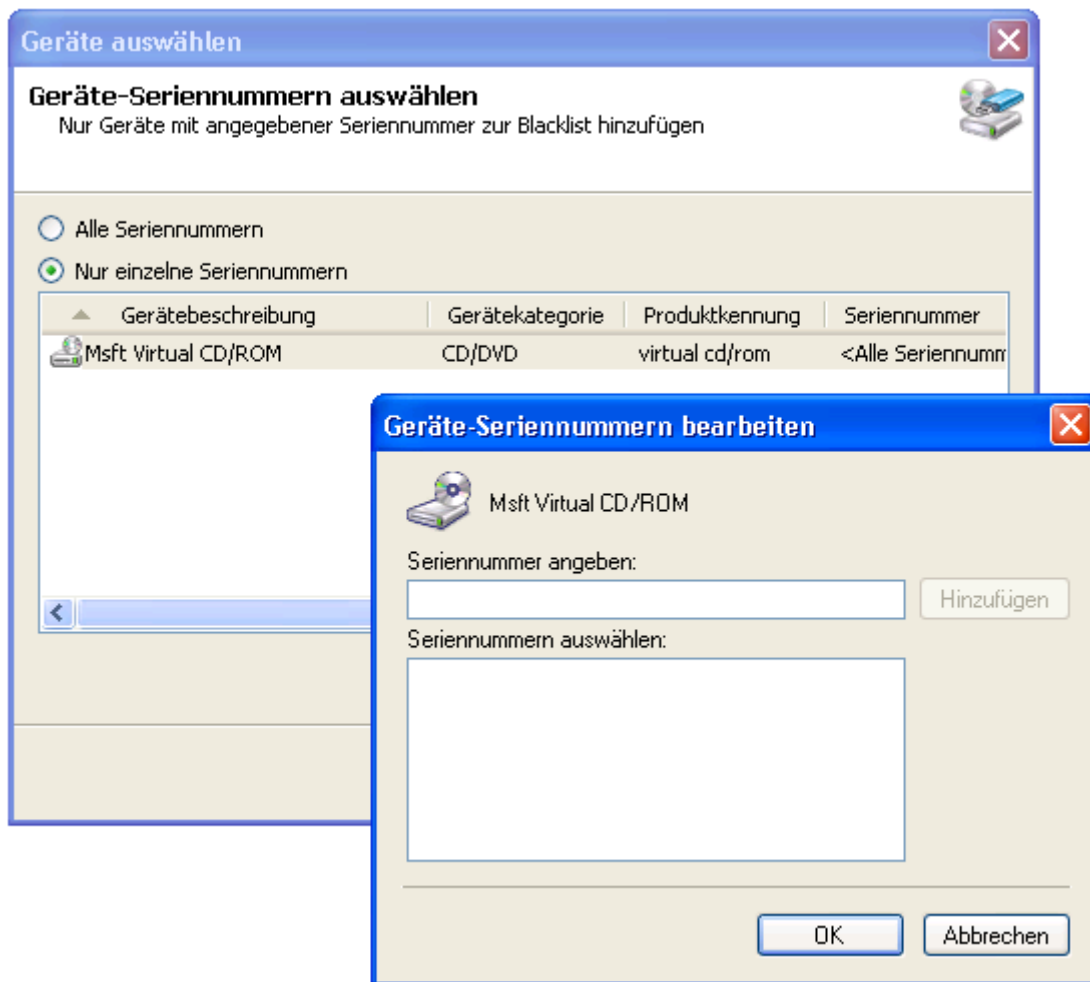 Geräte auswählen
Geräte-Seriennummern auswählen
Nur Geräte mit angegebener Seriennummer zur Blacklist hinzufügen
Alle Seriennummern
Nur einzelne Seriennummern
Gerätebeschreibung Gerätekategorie Produktkennung Seriennummer
Msft Virtual CD/ROM CD/DVD virtual cd/rom <Alle Seriennumm
Geräte-Seriennummern bearbeiten
Msft Virtual CD/ROM
Seriennummer angeben:
Hinzufügen
Seriennummern auswählen:
OK Abbrechen